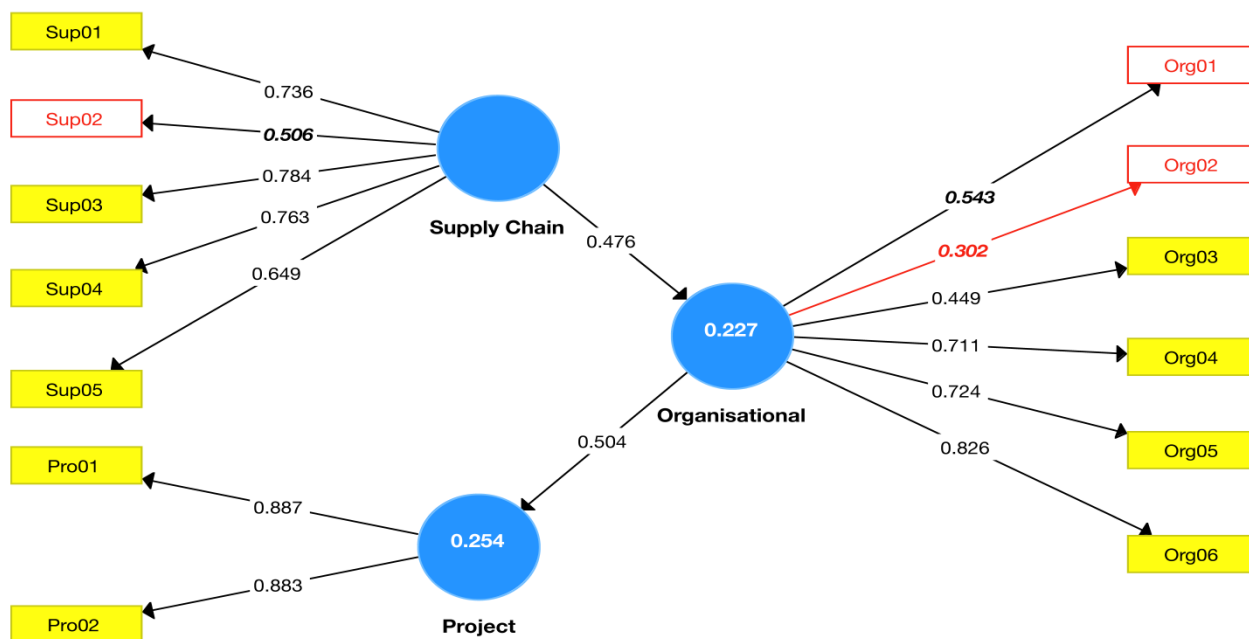 Sup01
0.736
Sup02
0.506
Sup03
0.784
Sup04
0.763
Sup05
0.649
Supply Chain
0.476
Org01
0.543
Org02
0.302
Org03
0.449
Org04
0.711
Org05
0.724
Org06
0.826
0.227
Organisational
0.504
Pro01
0.887
Pro02
0.883
0.254
Project